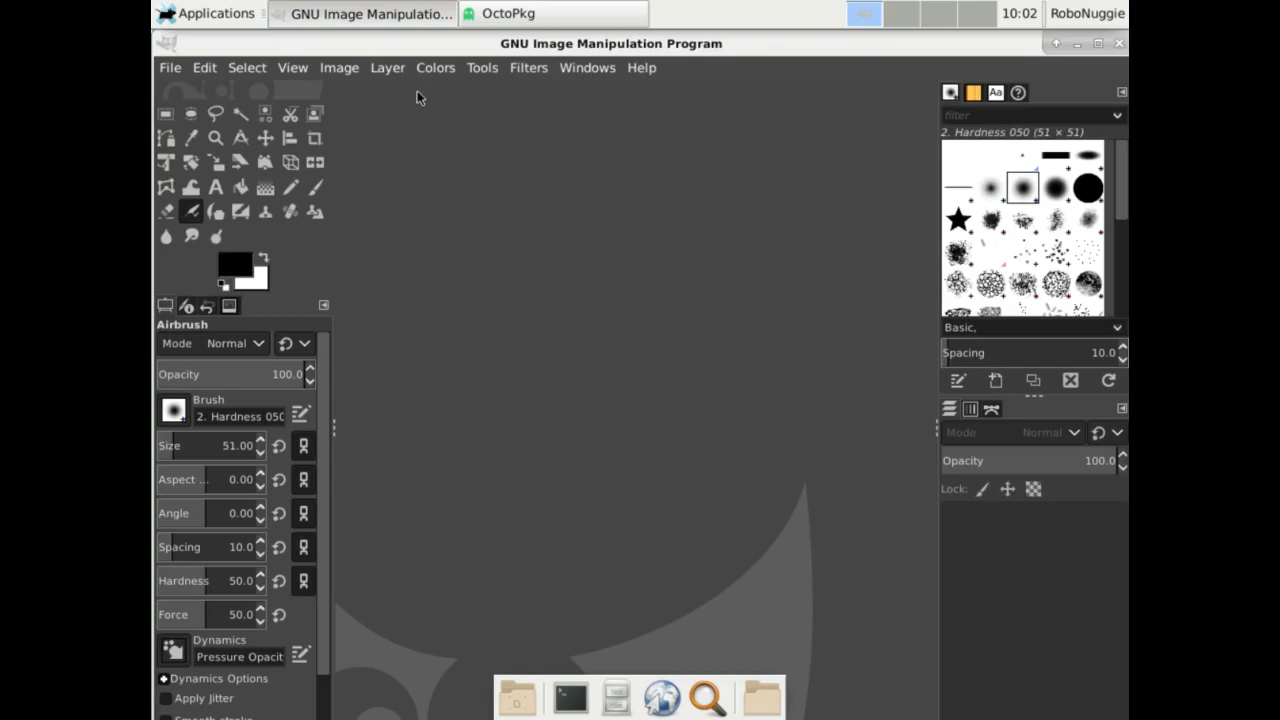 Applications
GNU Image Manipulatio...
OctoPkg
10:02
RoboNuggie
GNU Image Manipulation Program
File Edit Select View Image Layer Colors Tools Filters Windows Help
Aa
filter
2. Hardness 050 (51 × 51)
Basic,
Spacing 10.0
Mode Normal
Opacity 100.0
Lock:
Airbrush
Mode Normal
Opacity 100.0
Brush
2. Hardness 050
Size 51.00
Aspect ... 0.00
Angle 0.00
Spacing 10.0
Hardness 50.0
Force 50.0
Dynamics
Pressure Opacit
Dynamics Options
Apply Jitter